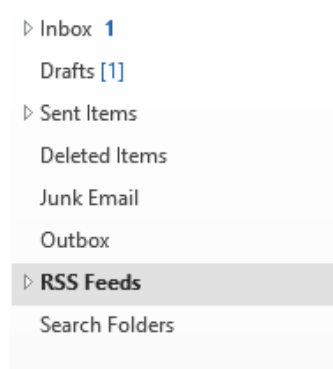 Inbox 1
Drafts [1]
Sent Items
Deleted Items
Junk Email
Outbox
RSS Feeds
Search Folders